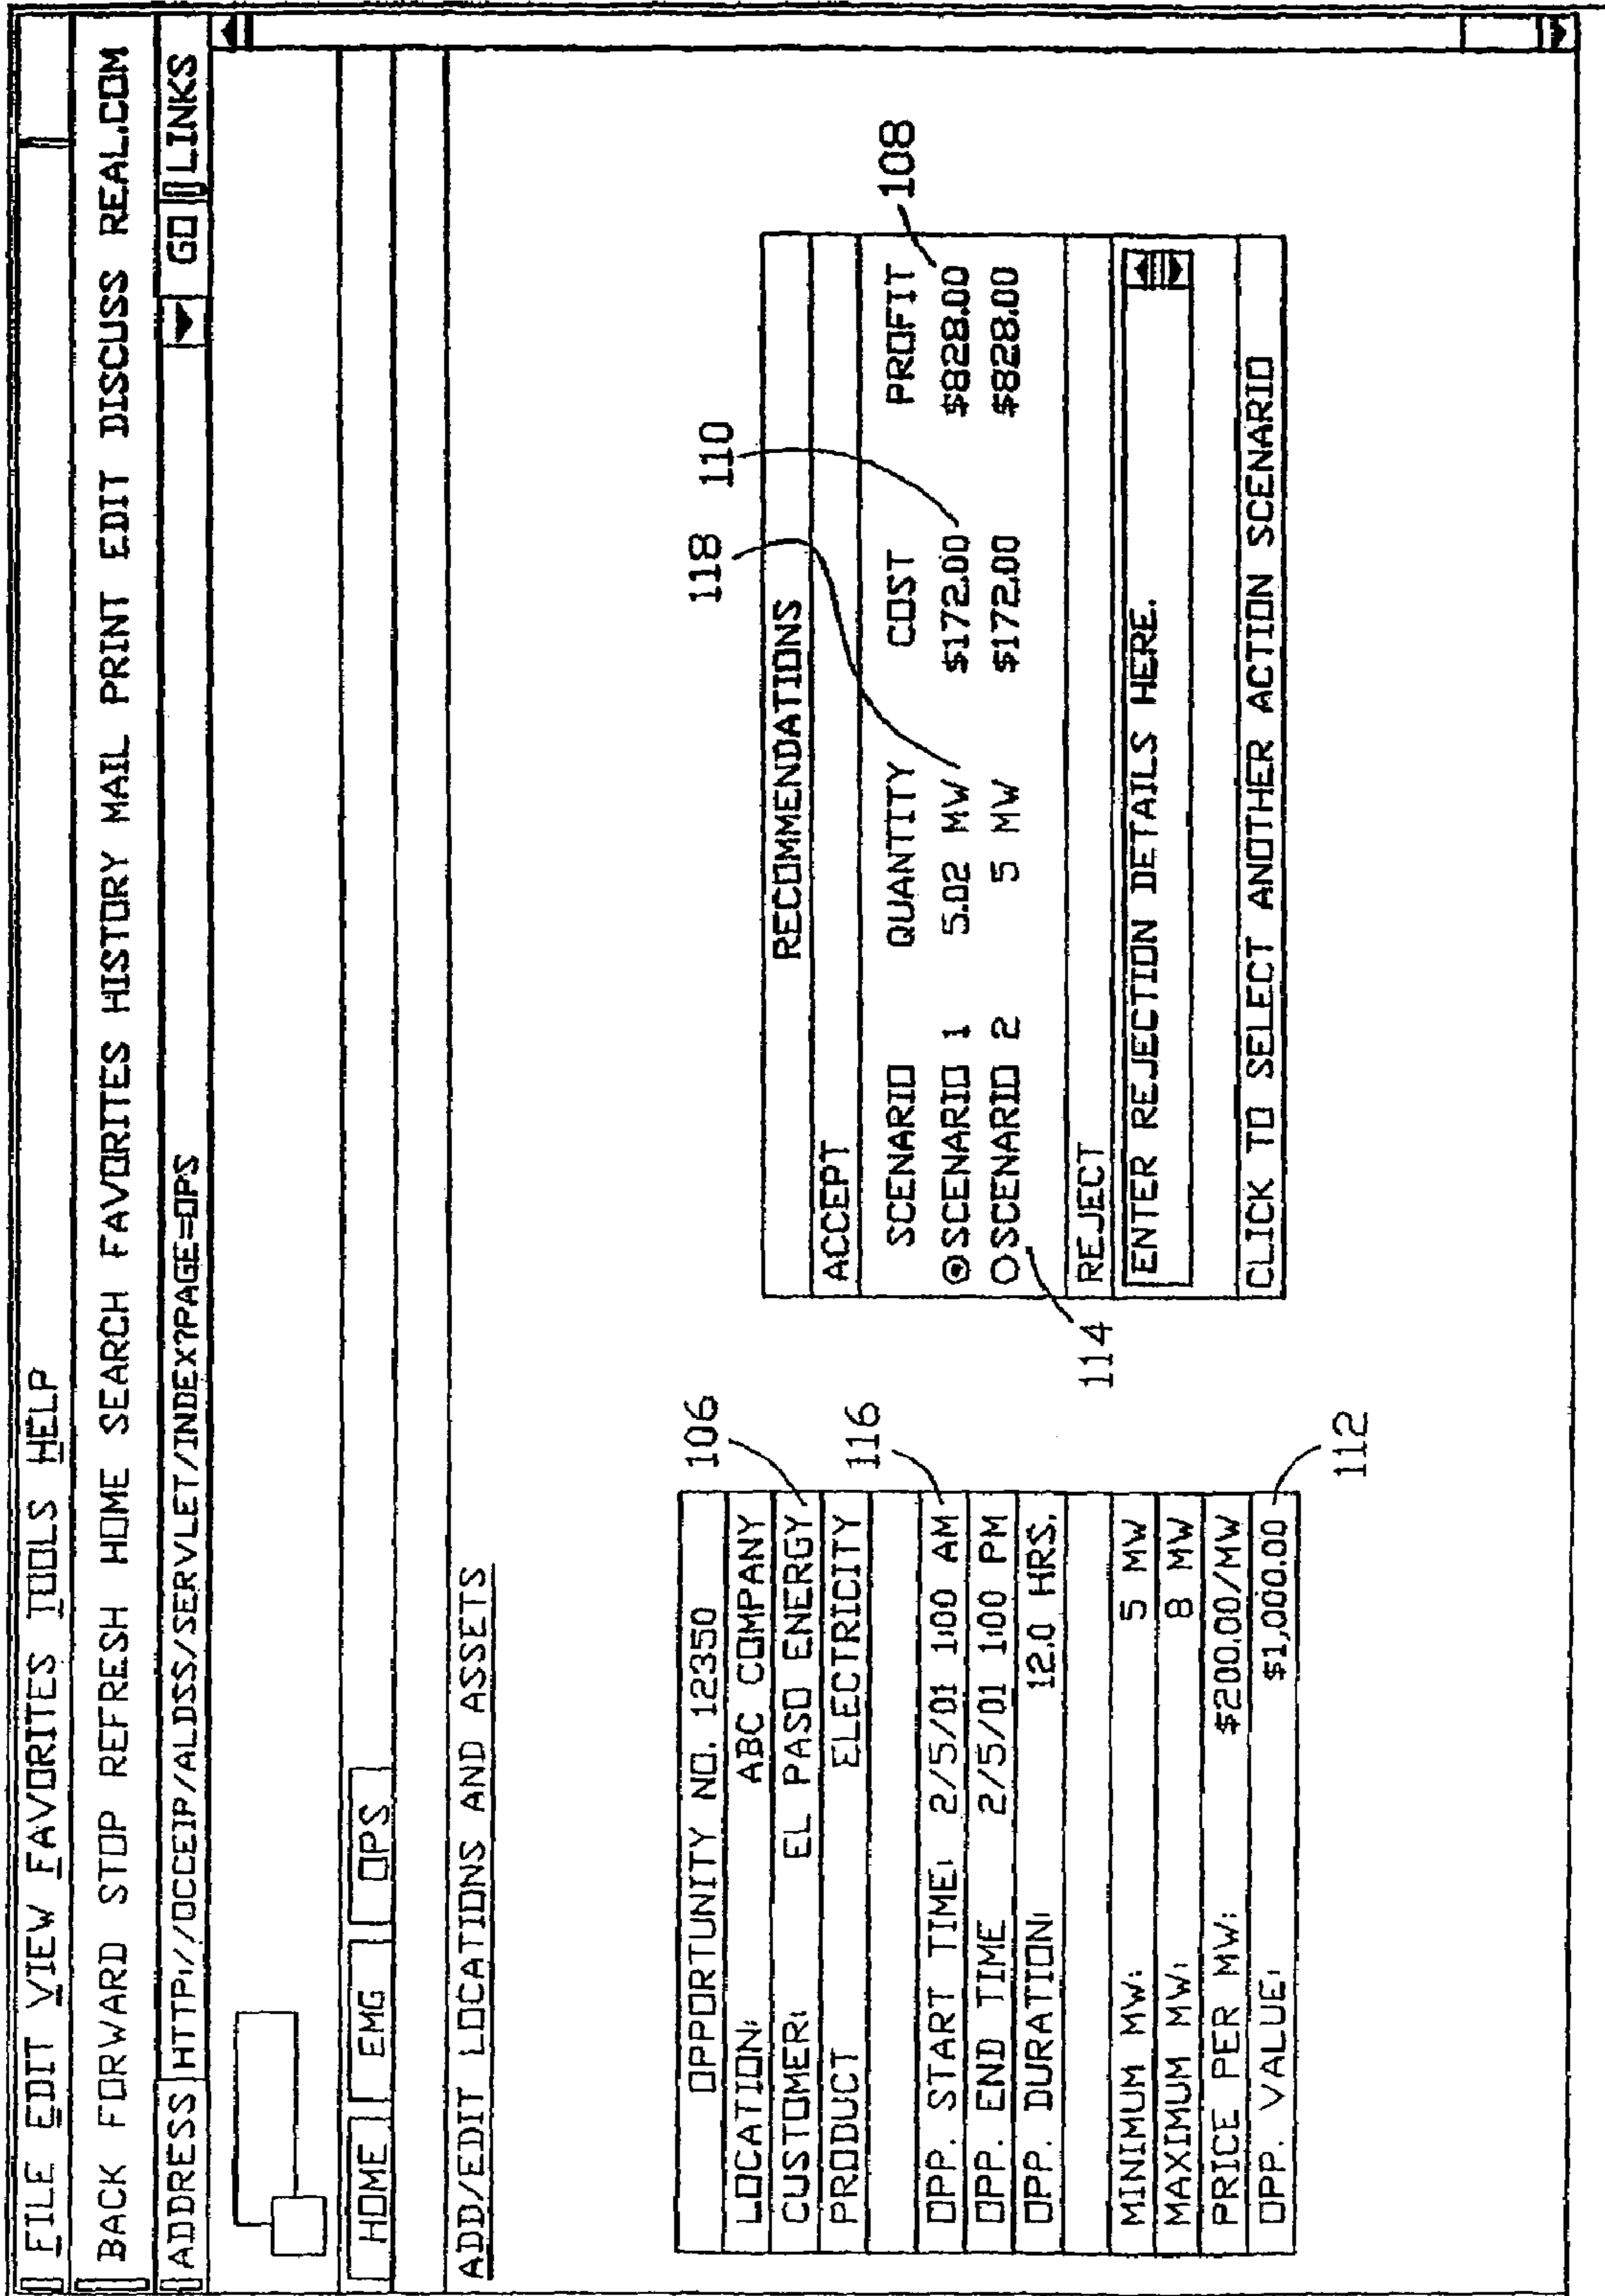 FILE EDIT VIEW FAVORITES TOOLS HELP
BACK FORWARD STOP REFRESH HOME SEARCH FAVORITES HISTORY MAIL PRINT EDIT DISCUSS REAL.COM
ADDRESS HTTP://OCCEIP/ALDSS/SERVLET/INDEX?PAGE=OPS GO LINKS
HOME EMG OPS
ADD/EDIT LOCATIONS AND ASSETS
OPPORTUNITY NO. 12350
LOCATION: ABC COMPANY
CUSTOMER: EL PASO ENERGY
PRODUCT ELECTRICITY
OPP. START TIME: 2/5/01 1:00 AM
OPP. END TIME 2/5/01 1:00 PM
OPP. DURATION: 12.0 HRS.
MINIMUM MW: 5 MW
MAXIMUM MW: 8 MW
PRICE PER MW: $200.00/MW
OPP. VALUE: $1,000.00
106
116
112
118
110
108
114
RECOMMENDATIONS
ACCEPT
SCENARIO QUANTITY COST PROFIT
SCENARIO 1 5.02 MW $172.00 $828.00
SCENARIO 2 5 MW $172.00 $828.00
REJECT
ENTER REJECTION DETAILS HERE.
CLICK TO SELECT ANOTHER ACTION SCENARIO